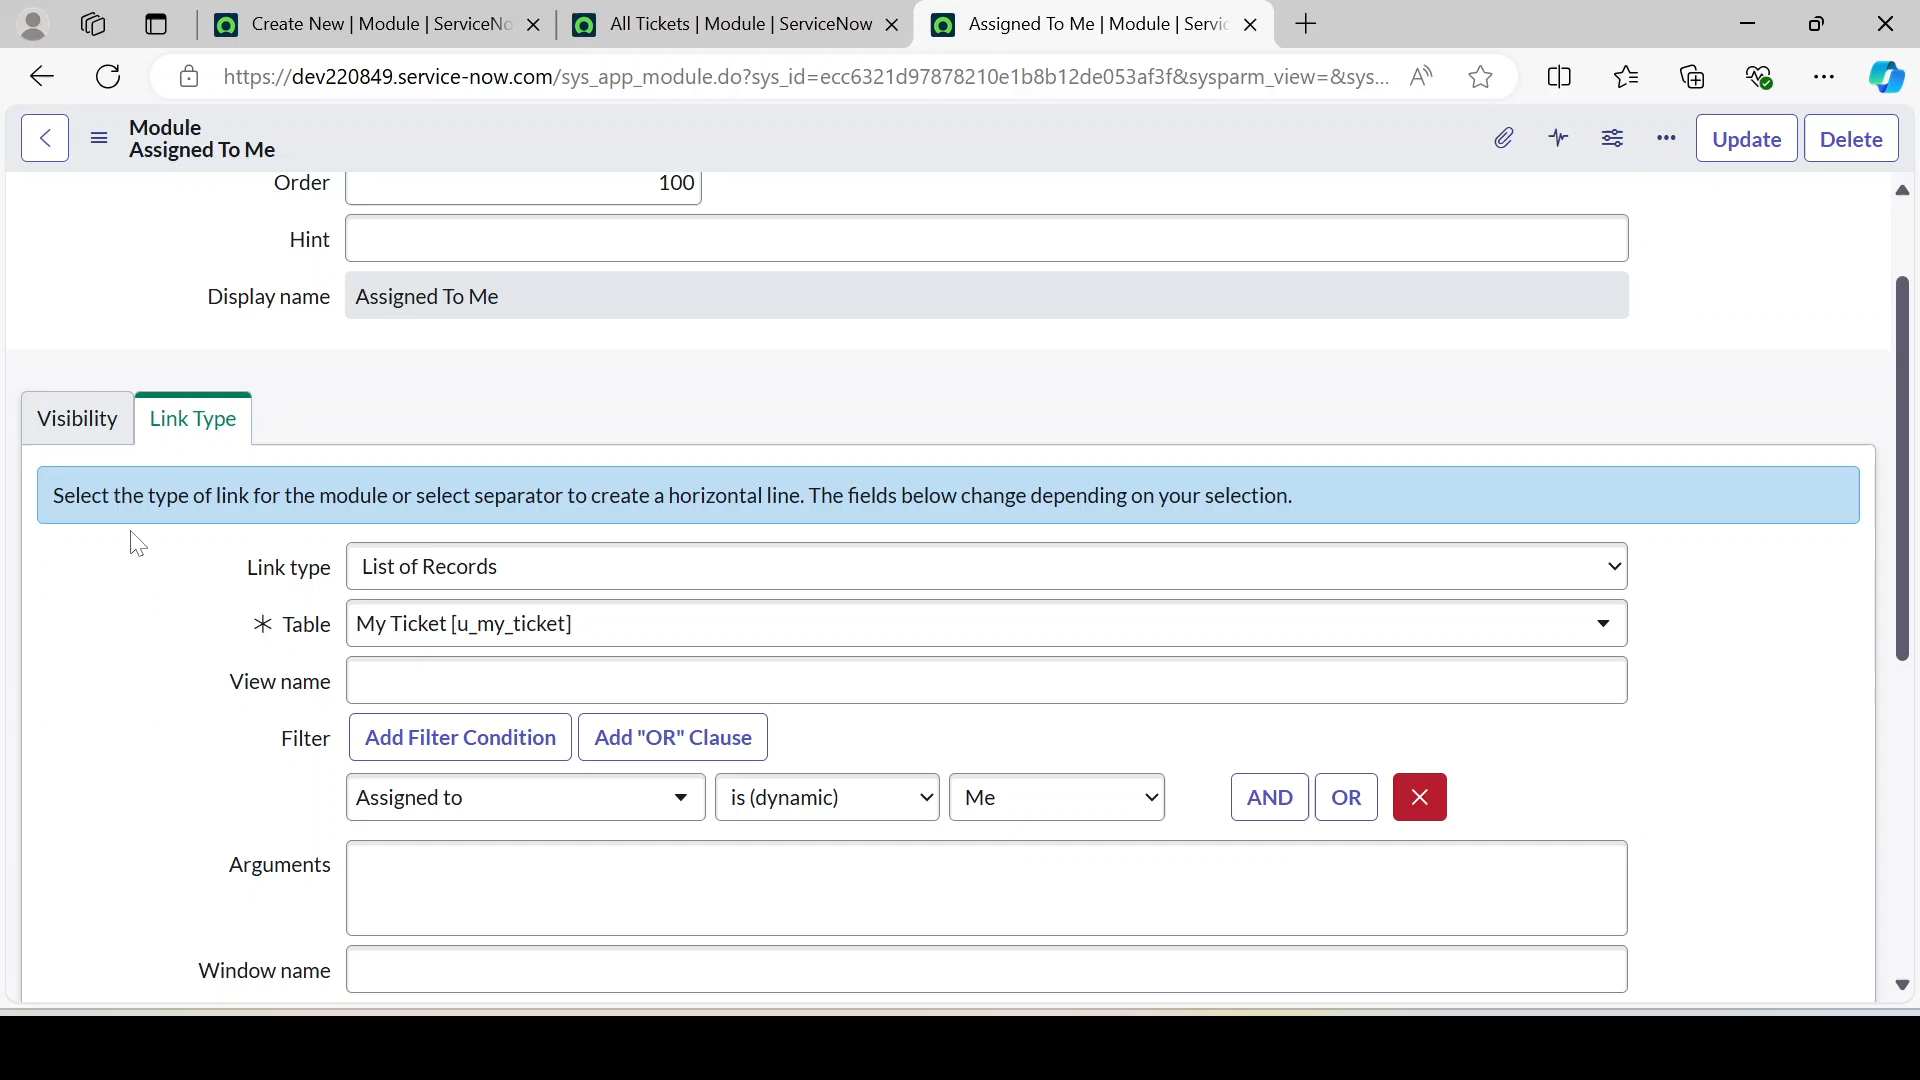 Create New | Module | ServiceNo
All Tickets | Module | ServiceNow
Assigned To Me | Module | Servic
https://dev220849.service-now.com/sys_app_module.do?sys_id=ecc6321d97878210e1b8b12de053af3f&sysparm_view=&sys...
Module
Assigned To Me
Update
Delete
Order 100
Hint
Display name Assigned To Me
Visibility
Link Type
Select the type of link for the module or select separator to create a horizontal line. The fields below change depending on your selection.
Link type List of Records
Table My Ticket [u_my_ticket]
View name
Filter Add Filter Condition Add "OR" Clause
Assigned to is (dynamic) Me AND OR
Arguments
Window name